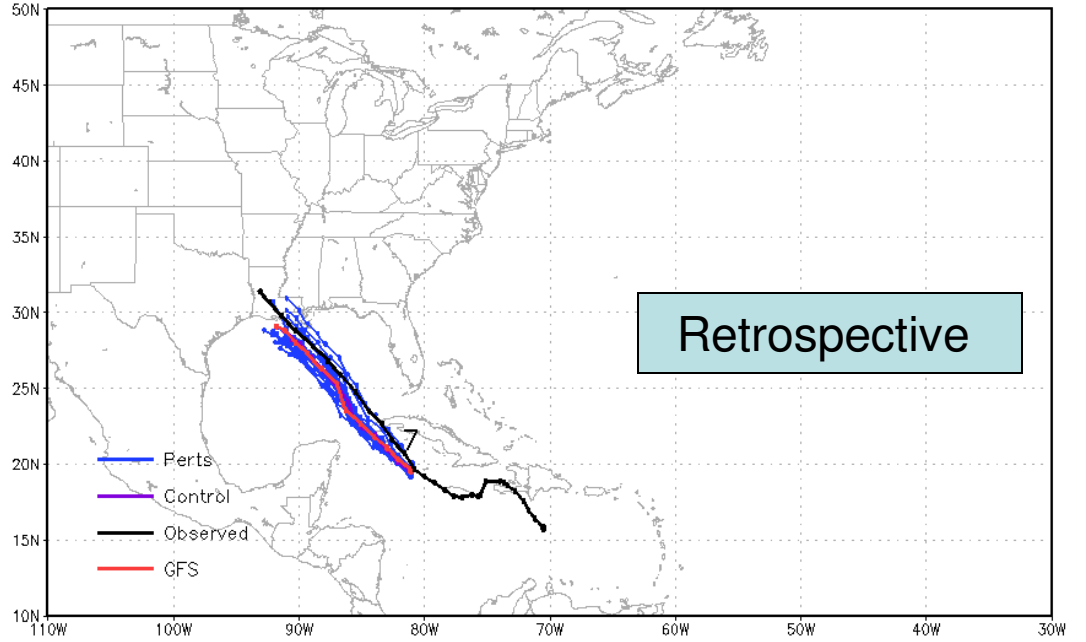 50N
45N
40N
35N
30N
25N
20N
15N
10N
110W 100W 90W 80W 70W 60W 50W 40W 30W
Retrospective
7
Perts
Control
Observed
GFS